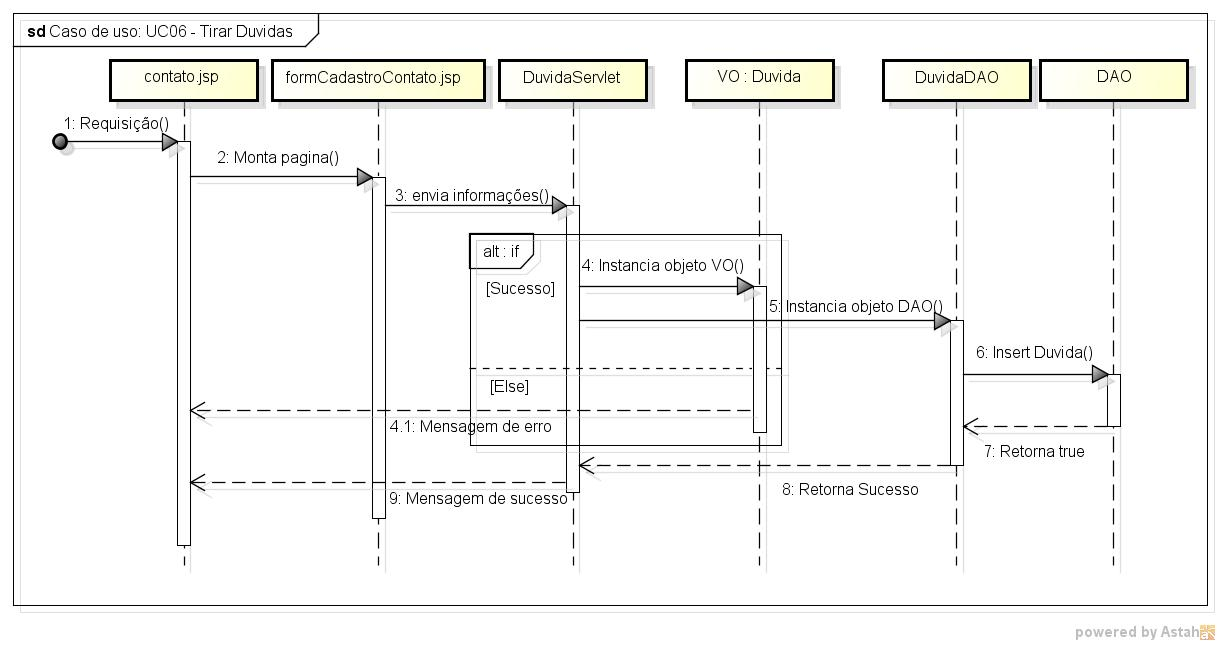 sd Caso de uso: UC06 - Tirar Duvidas
contato.jsp
formCadastroContato.jsp
DuvidaServlet
VO : Duvida
DuvidaDAO
DAO
1: Requisição()
2: Monta pagina()
3: envia informações()
alt : if
4: Instancia objeto VO()
[Sucesso]
5: Instancia objeto DAO()
6: Insert Duvida()
[Else]
4.1: Mensagem de erro
7: Retorna true
8: Retorna Sucesso
9: Mensagem de sucesso
powered by Astah